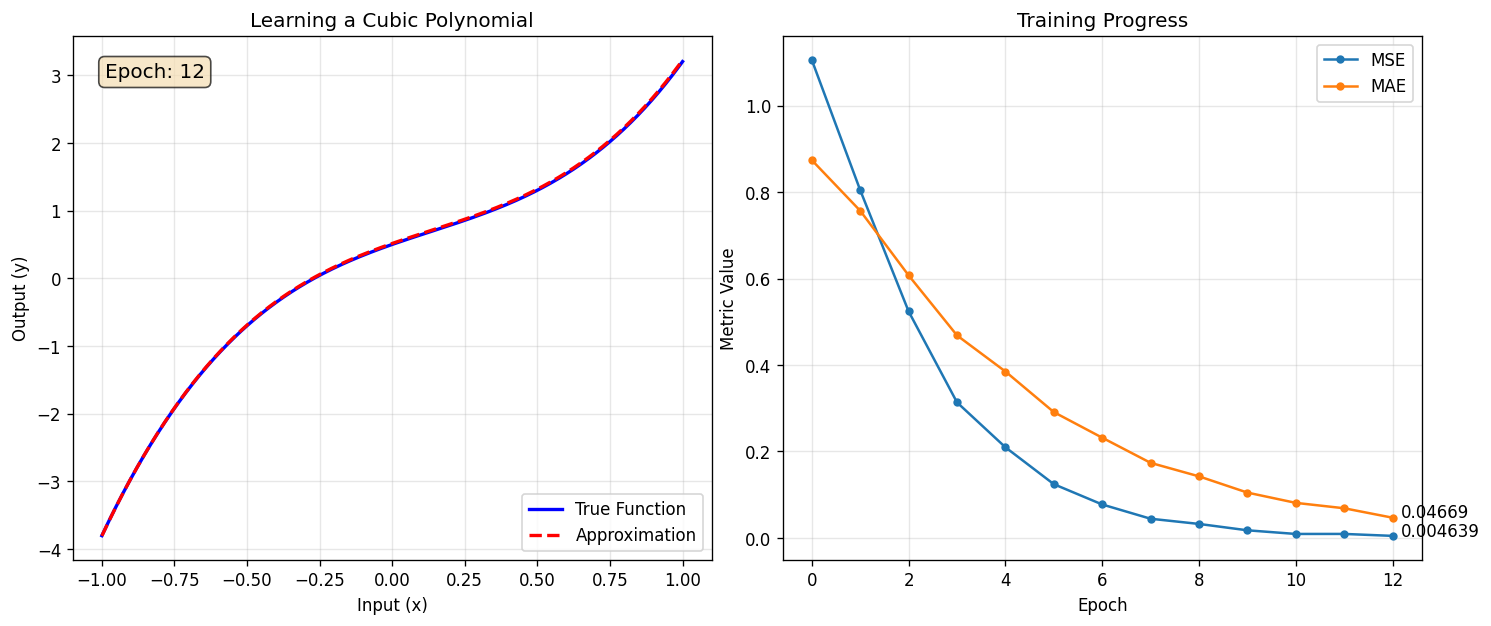 Learning a Cubic Polynomial
Epoch: 12
3
2
1
0
−1
−2
−3
−4
Output (y)
True Function
Approximation
−1.00 −0.75 −0.50 −0.25 0.00 0.25 0.50 0.75 1.00
Input (x)
Training Progress
MSE
MAE
1.0
0.8
0.6
0.4
0.2
0.0
Metric Value
0.04669
0.004639
0 2 4 6 8 10 12
Epoch